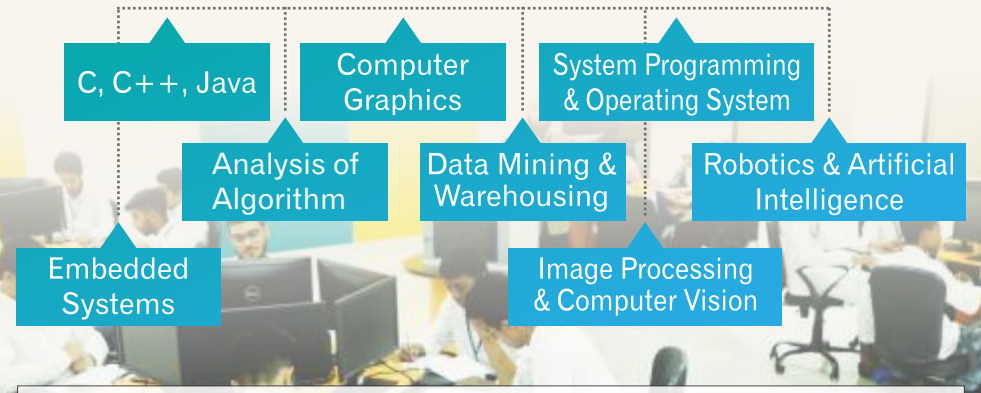 C, C++, Java
Computer
Graphics
System Programming
& Operating System
Analysis of
Algorithm
Data Mining &
Warehousing
Robotics & Artificial
Intelligence
Embedded
Systems
Image Processing
& Computer Vision